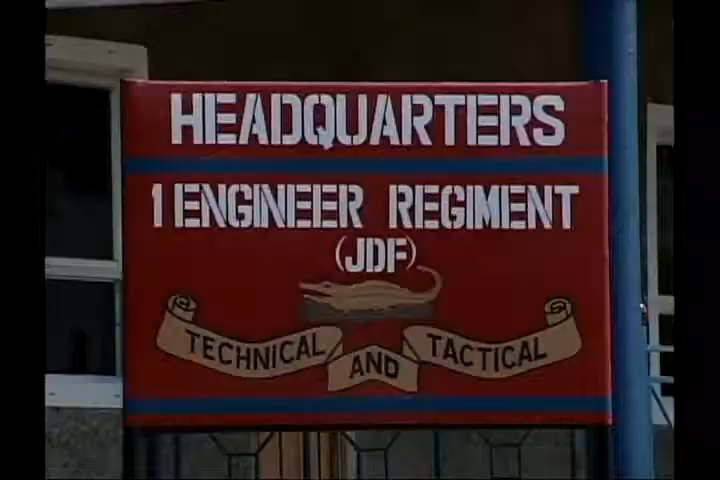 HEADQUARTERS
1 ENGINEER REGIMENT
(JDF)
TECHNICAL AND TACTICAL